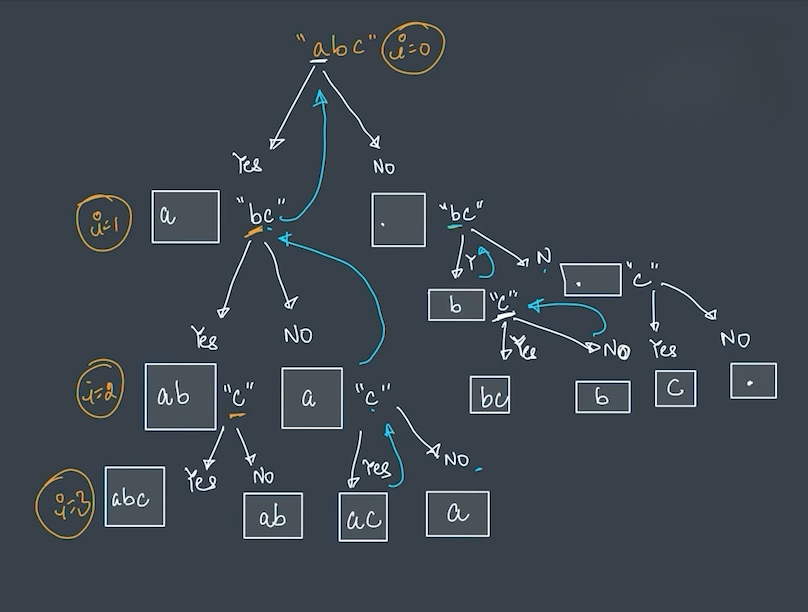 "abc" i=0
Yes No
i=1 a "bc" . "bc"
Y N . "c"
b "c"
Yes NO Yes NO Yes NO
i=2 ab "c" a "c" bc b c .
Yes No Yes NO
i=3 abc ab ac a